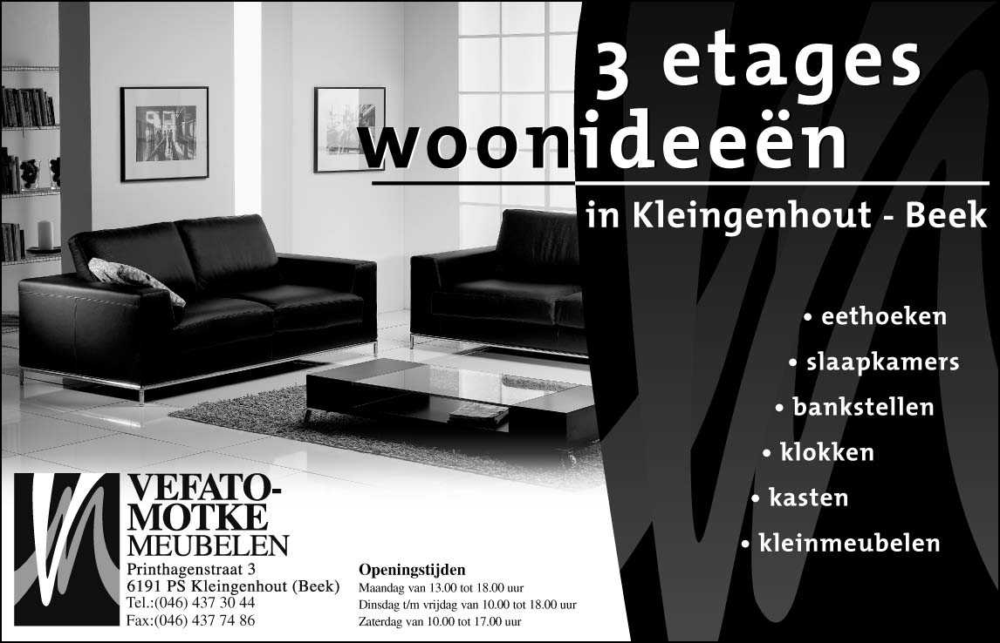 3 etages
woonideeën
in Kleingenhout - Beek
• eethoeken
• slaapkamers
• bankstellen
• klokken
• kasten
• kleinmeubelen
VEFATO-
MOTKE
MEUBELEN
Printhagenstraat 3
6191 PS Kleingenhout (Beek)
Tel.:(046) 437 30 44
Fax:(046) 437 74 86
Openingstijden
Maandag van 13.00 tot 18.00 uur
Dinsdag t/m vrijdag van 10.00 tot 18.00 uur
Zaterdag van 10.00 tot 17.00 uur